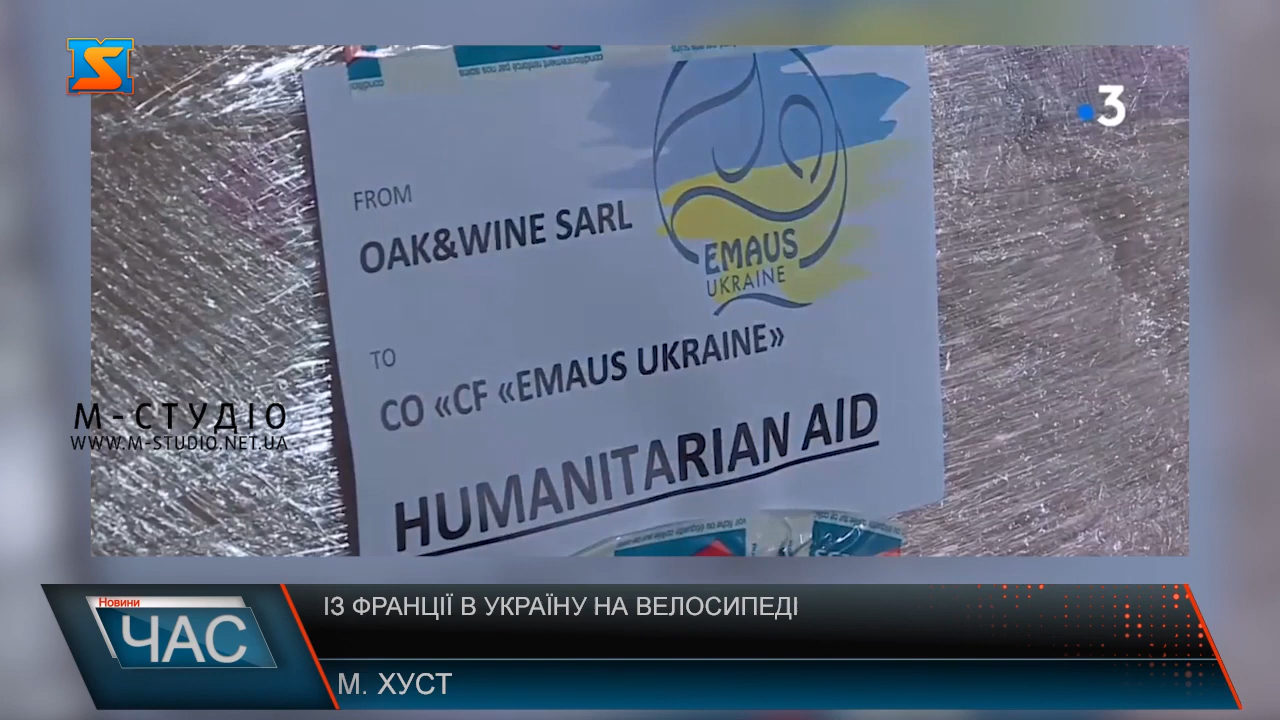 3
FROM
OAK&WINE SARL
EMAUS
UKRAINE
TO
CO «CF «EMAUS UKRAINE»
HUMANITARIAN AID
М-СТУДІО
WWW.M-STUDIO.NET.UA
Новини
ЧАС
ІЗ ФРАНЦІЇ В УКРАЇНУ НА ВЕЛОСИПЕДІ
М. ХУСТ